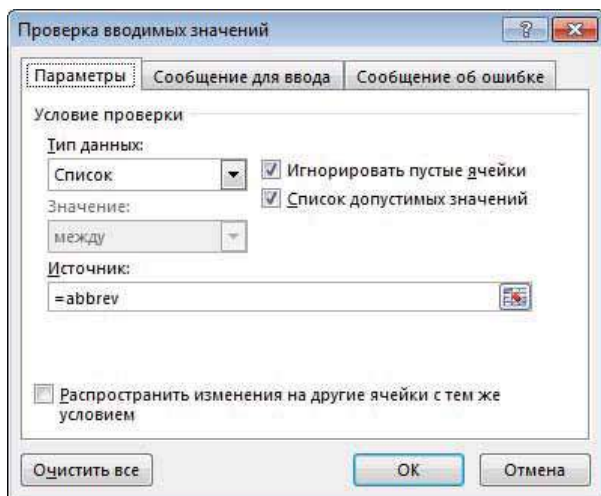 Проверка вводимых значений
Параметры
Сообщение для ввода
Сообщение об ошибке
Условие проверки
Тип данных:
Список
Игнорировать пустые ячейки
Значение:
Список допустимых значений
между
Источник:
=abbrev
Распространить изменения на другие ячейки с тем же
условием
Очистить все
ОК
Отмена